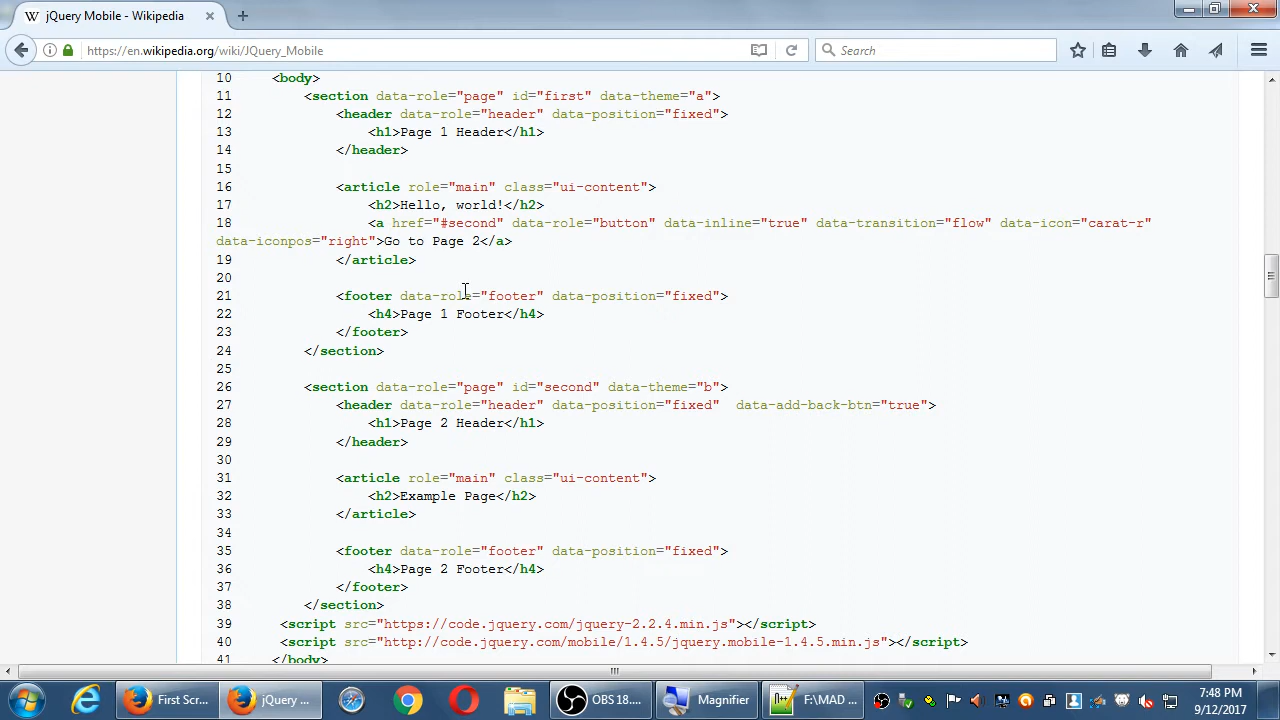 jQuery Mobile - Wikipedia
https://en.wikipedia.org/wiki/JQuery_Mobile
Search
10 <body>
11 <section data-role="page" id="first" data-theme="a">
12 <header data-role="header" data-position="fixed">
13 <h1>Page 1 Header</h1>
14 </header>
15
16 <article role="main" class="ui-content">
17 <h2>Hello, world!</h2>
18 <a href="#second" data-role="button" data-inline="true" data-transition="flow" data-icon="carat-r"
data-iconpos="right">Go to Page 2</a>
19 </article>
20
21 <footer data-role="footer" data-position="fixed">
22 <h4>Page 1 Footer</h4>
23 </footer>
24 </section>
25
26 <section data-role="page" id="second" data-theme="b">
27 <header data-role="header" data-position="fixed"  data-add-back-btn="true">
28 <h1>Page 2 Header</h1>
29 </header>
30
31 <article role="main" class="ui-content">
32 <h2>Example Page</h2>
33 </article>
34
35 <footer data-role="footer" data-position="fixed">
36 <h4>Page 2 Footer</h4>
37 </footer>
38 </section>
39 <script src="https://code.jquery.com/jquery-2.2.4.min.js"></script>
40 <script src="http://code.jquery.com/mobile/1.4.5/jquery.mobile-1.4.5.min.js"></script>
41 </body>
First Scr... jQuery ... OBS 18.... Magnifier F:\MAD ... 7:48 PM
9/12/2017